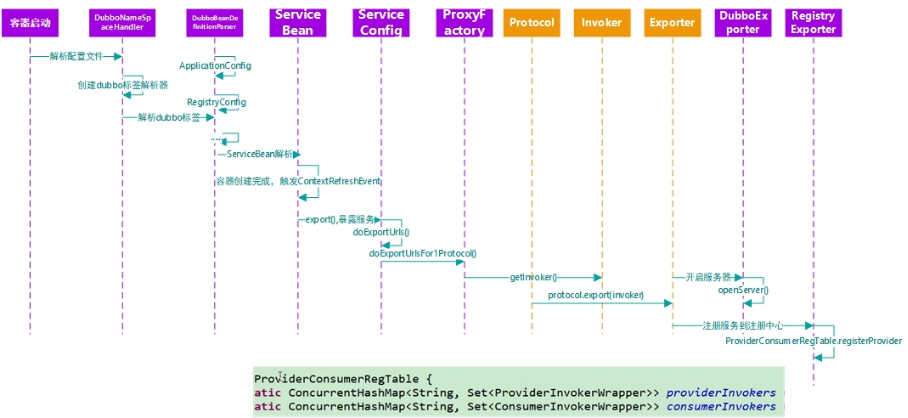 容器启动
DubboNameSpaceHandler
DubboBeanDefinitionParser
Service Bean
Service Config
ProxyFactory
Protocol
Invoker
Exporter
DubboExporter
Registry Exporter
解析配置文件
ApplicationConfig
创建dubbo标签解析器
RegistryConfig
解析dubbo标签
.....
ServiceBean解析
容器创建完成，触发ContextRefreshEvent
export(),暴露服务
doExportUrls()
doExportUrlsFor1Protocol()
getInvoker()
开启服务器
openServer()
protocol.export(invoker)
注册服务到注册中心
ProviderConsumerRegTable.registerProvider
ProviderConsumerRegTable {
atic ConcurrentHashMap<String, Set<ProviderInvokerWrapper>> providerInvokers
atic ConcurrentHashMap<String, Set<ConsumerInvokerWrapper>> consumerInvokers